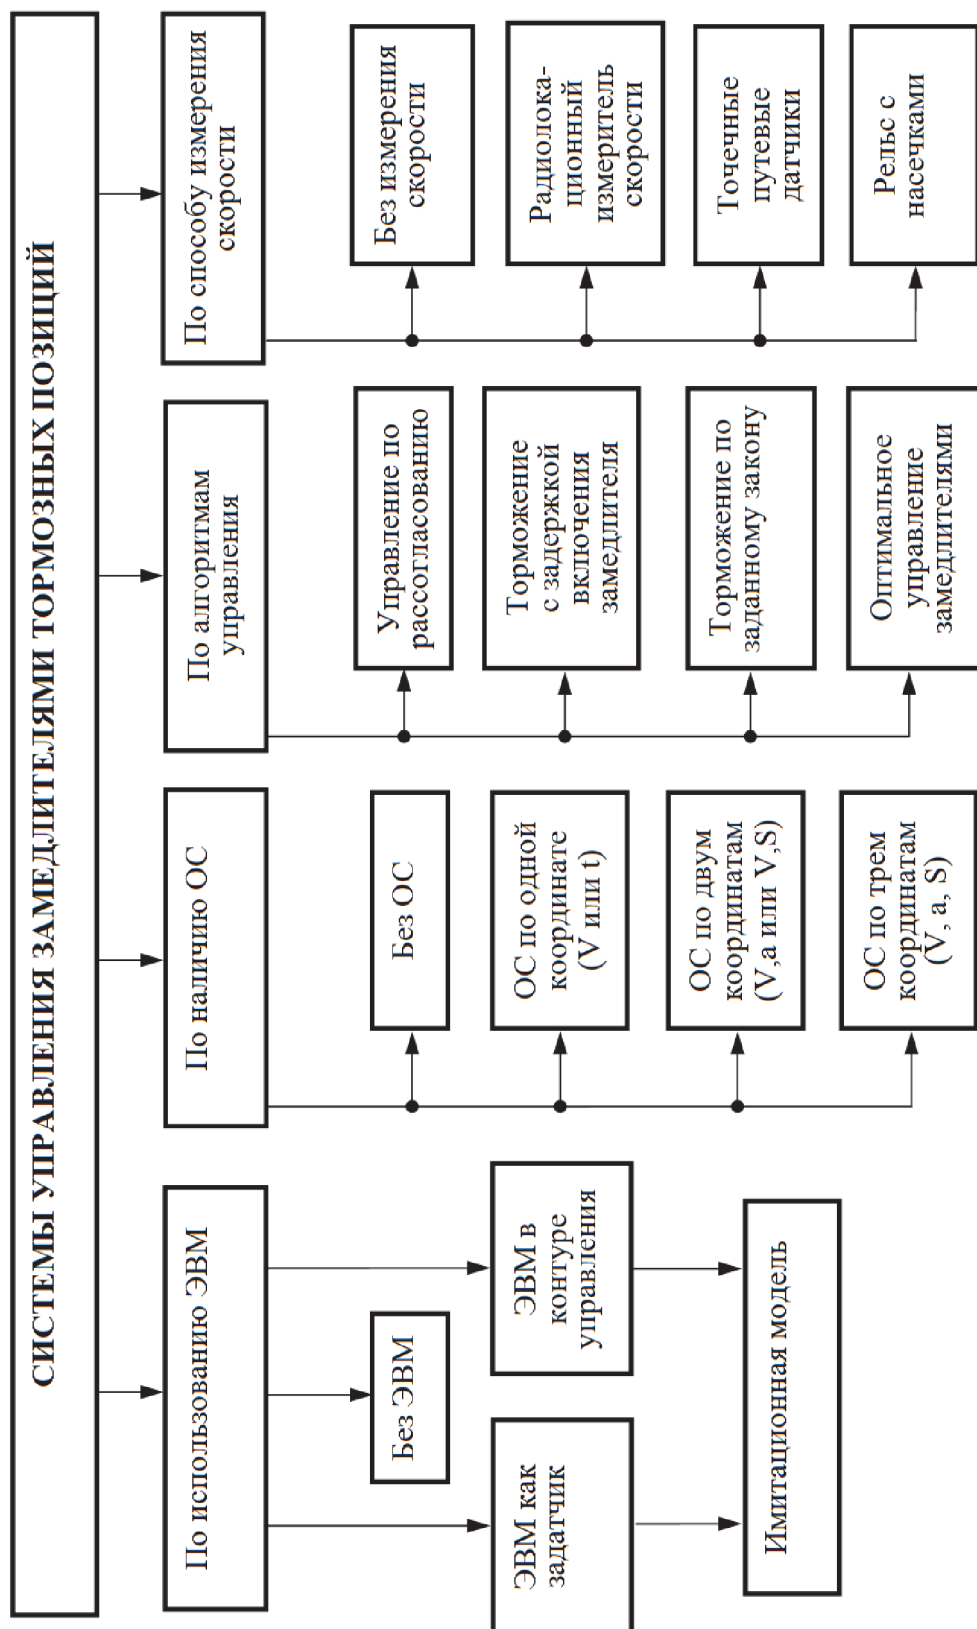 СИСТЕМЫ УПРАВЛЕНИЯ ЗАМЕДЛИТЕЛЯМИ ТОРМОЗНЫХ ПОЗИЦИЙ
По использованию ЭВМ
Без ЭВМ
ЭВМ как
задатчик
ЭВМ в
контуре
управления
Имитационная модель
По наличию ОС
Без ОС
ОС по одной
координате
(V или t)
ОС по двум
координатам
(V,a или V,S)
ОС по трем
координатам
(V, a, S)
По алгоритмам
управления
Управление по
рассогласованию
Торможение
с задержкой
включения
замедлителя
Торможение по
заданному закону
Оптимальное
управление
замедлителями
По способу измерения
скорости
Без измерения
скорости
Радиолока-
ционный
измеритель
скорости
Точечные
путевые
датчики
Рельс с
насечками